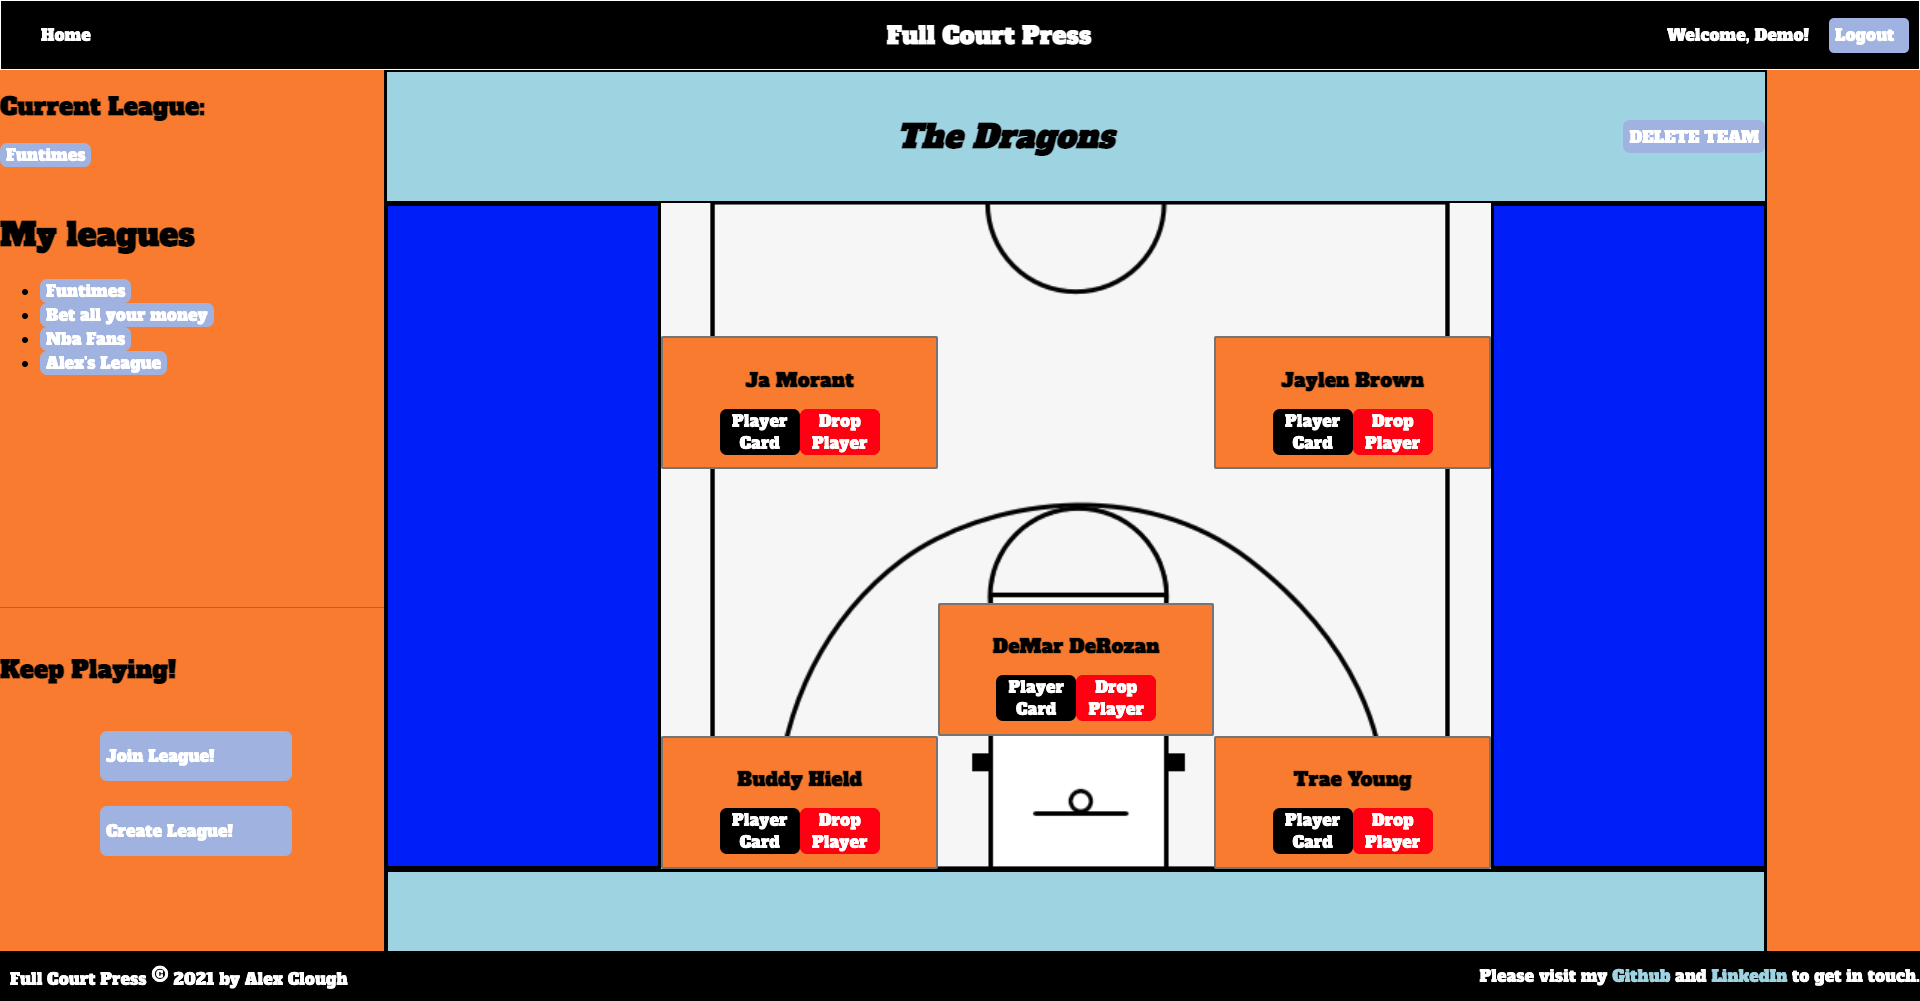 Home
Full Court Press
Welcome, Demo!
Logout
Current League:
Funtimes
My leagues
Funtimes
Bet all your money
Nba Fans
Alex's League
Keep Playing!
Join League!
Create League!
The Dragons
DELETE TEAM
Ja Morant
Player
Card
Drop
Player
Jaylen Brown
Player
Card
Drop
Player
DeMar DeRozan
Player
Card
Drop
Player
Buddy Hield
Player
Card
Drop
Player
Trae Young
Player
Card
Drop
Player
Full Court Press © 2021 by Alex Clough
Please visit my Github and LinkedIn to get in touch.